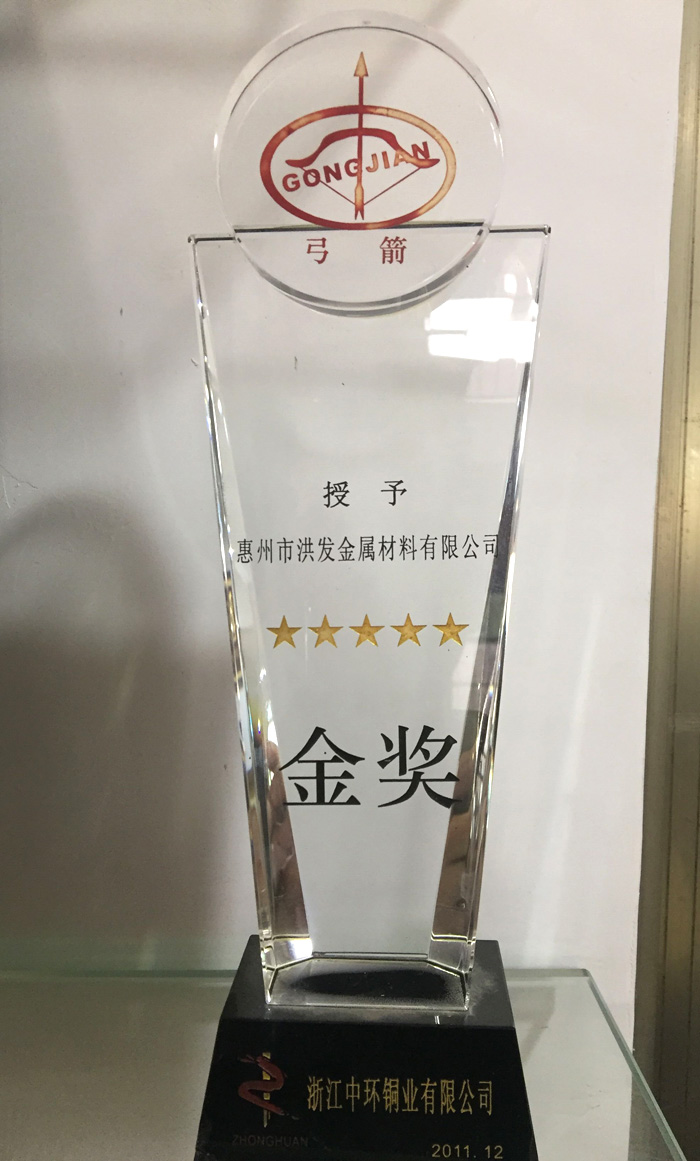 GONGJIAN
弓 箭
授 予
惠州市洪发金属材料有限公司
金奖
浙江中环铜业有限公司
ZHONGHUAN
2011.12